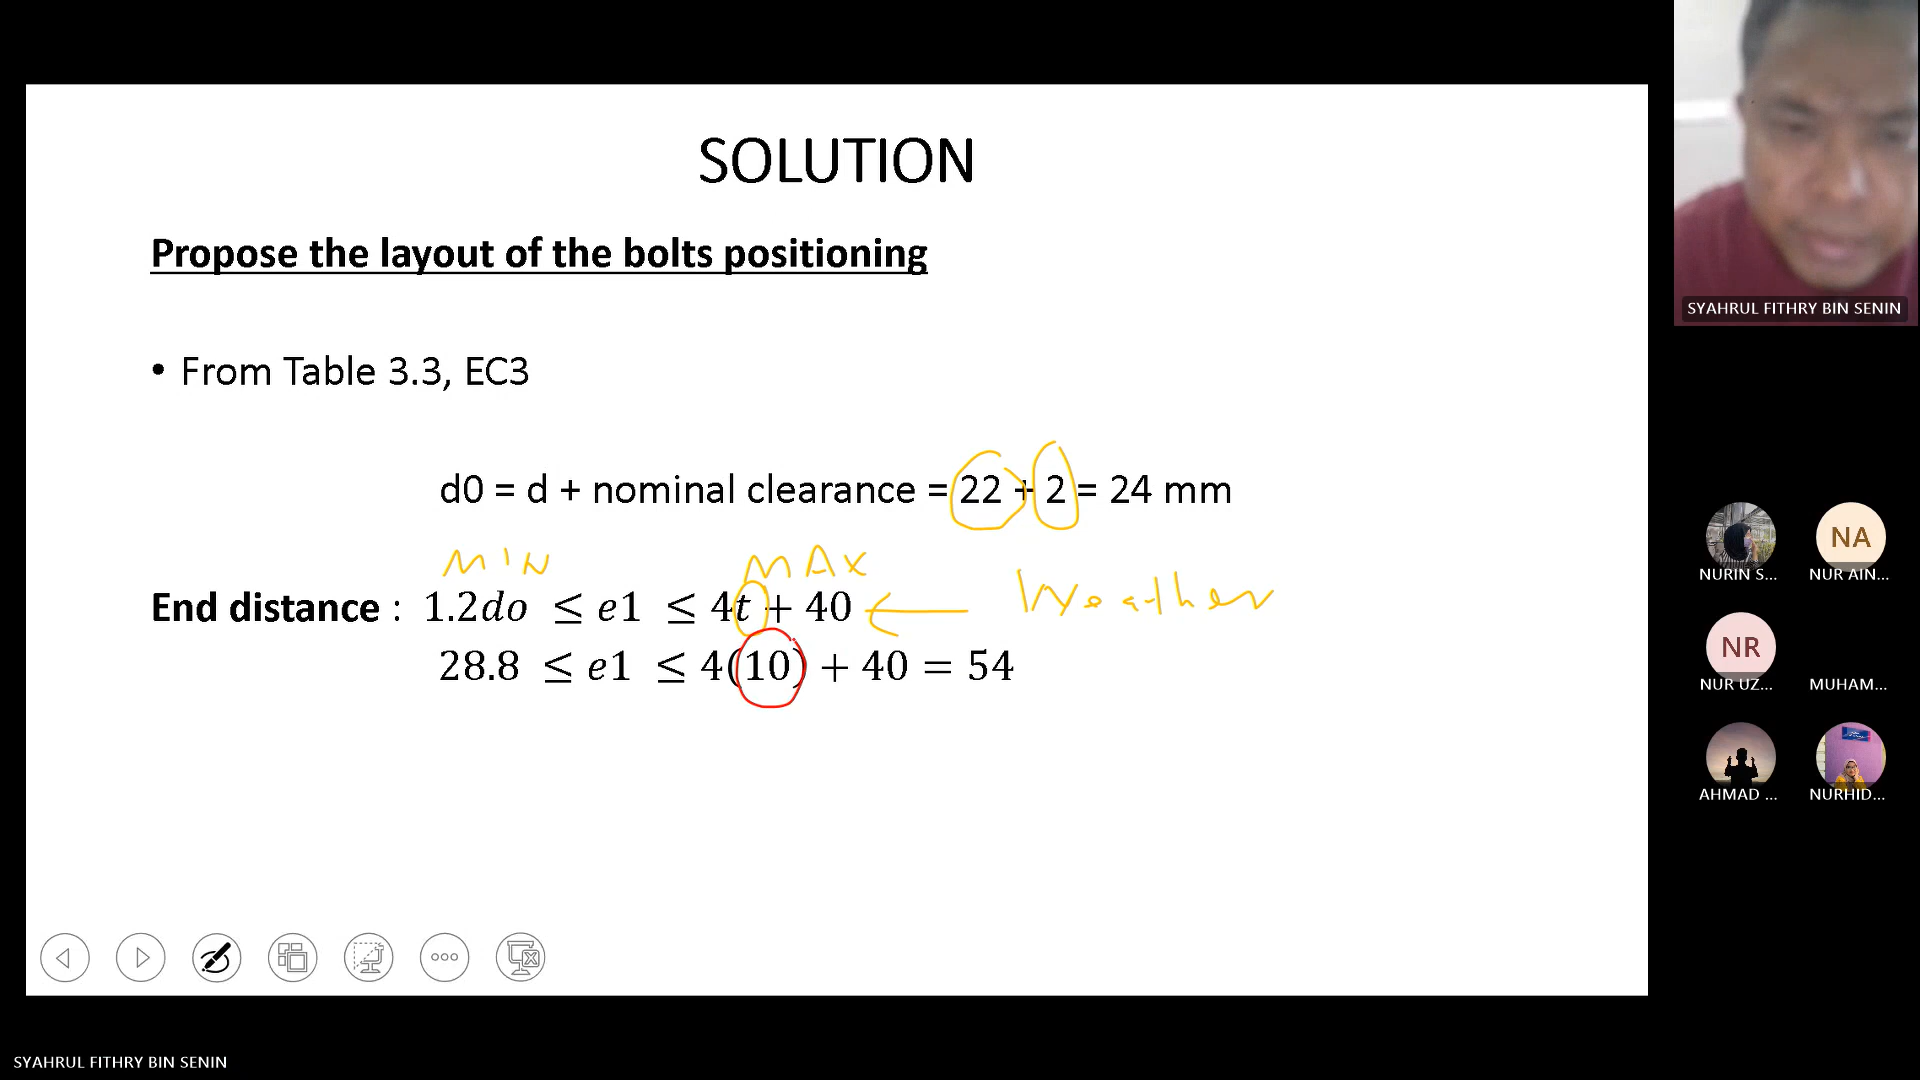 SOLUTION
Propose the layout of the bolts positioning
• From Table 3.3, EC3
d0 = d + nominal clearance = 22 + 2 = 24 mm
MIN MAX
End distance : 1.2do ≤ e1 ≤ 4t + 40 Weather
28.8 ≤ e1 ≤ 4(10) + 40 = 54
SYAHRUL FITHRY BIN SENIN
NA
NURIN S... NUR AIN...
NR
NUR UZ... MUHAM...
AHMAD ... NURHID...
SYAHRUL FITHRY BIN SENIN